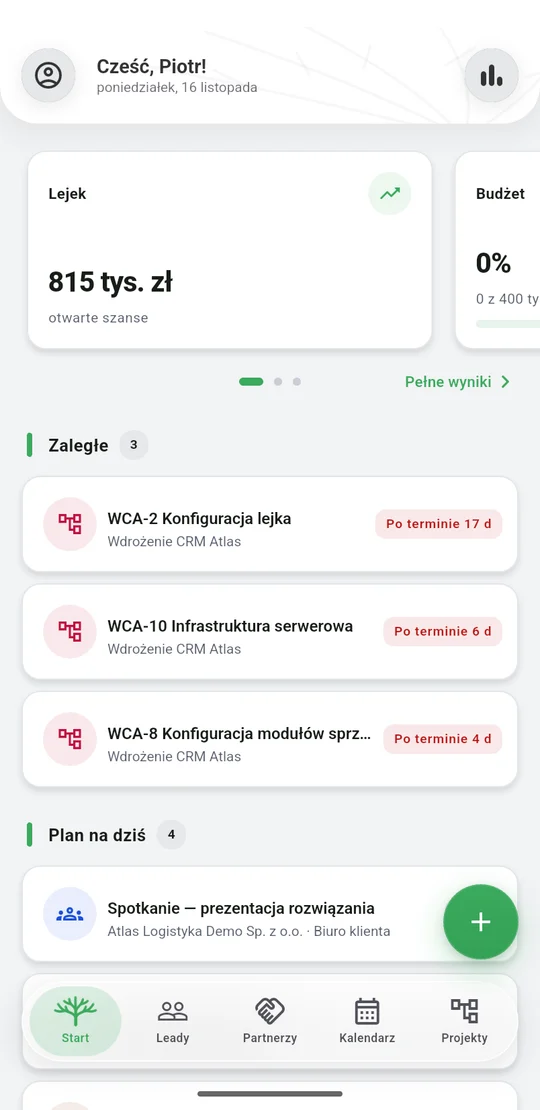 Cześć, Piotr!
poniedziałek, 16 listopada
Lejek
815 tys. zł
otwarte szanse
Budżet
0%
0 z 400 ty
Pełne wyniki
Zaległe 3
WCA-2 Konfiguracja lejka
Wdrożenie CRM Atlas
Po terminie 17 d
WCA-10 Infrastruktura serwerowa
Wdrożenie CRM Atlas
Po terminie 6 d
WCA-8 Konfiguracja modułów sprz...
Wdrożenie CRM Atlas
Po terminie 4 d
Plan na dziś 4
Spotkanie — prezentacja rozwiązania
Atlas Logistyka Demo Sp. z o.o. · Biuro klienta
Start Leady Partnerzy Kalendarz Projekty